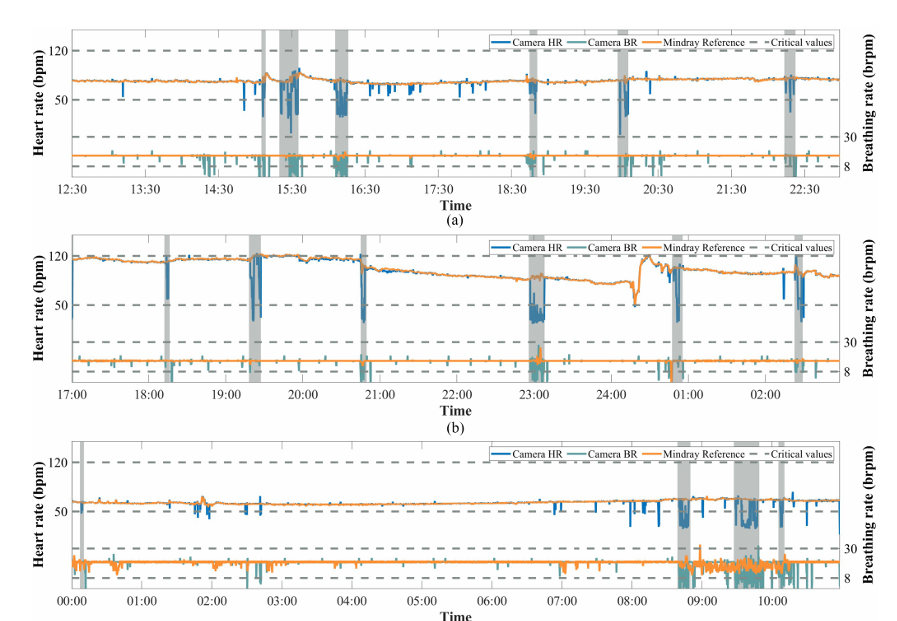 Camera HR Camera BR Mindray Reference Critical values
Heart rate (bpm)
120
50
Breathing rate (brpm)
30
8
12:30 13:30 14:30 15:30 16:30 17:30 18:30 19:30 20:30 21:30 22:30
Time
(a)
Camera HR Camera BR Mindray Reference Critical values
Heart rate (bpm)
120
50
Breathing rate (brpm)
30
8
17:00 18:00 19:00 20:00 21:00 22:00 23:00 24:00 01:00 02:00
Time
(b)
Camera HR Camera BR Mindray Reference Critical values
Heart rate (bpm)
120
50
Breathing rate (brpm)
30
8
00:00 01:00 02:00 03:00 04:00 05:00 06:00 07:00 08:00 09:00 10:00
Time